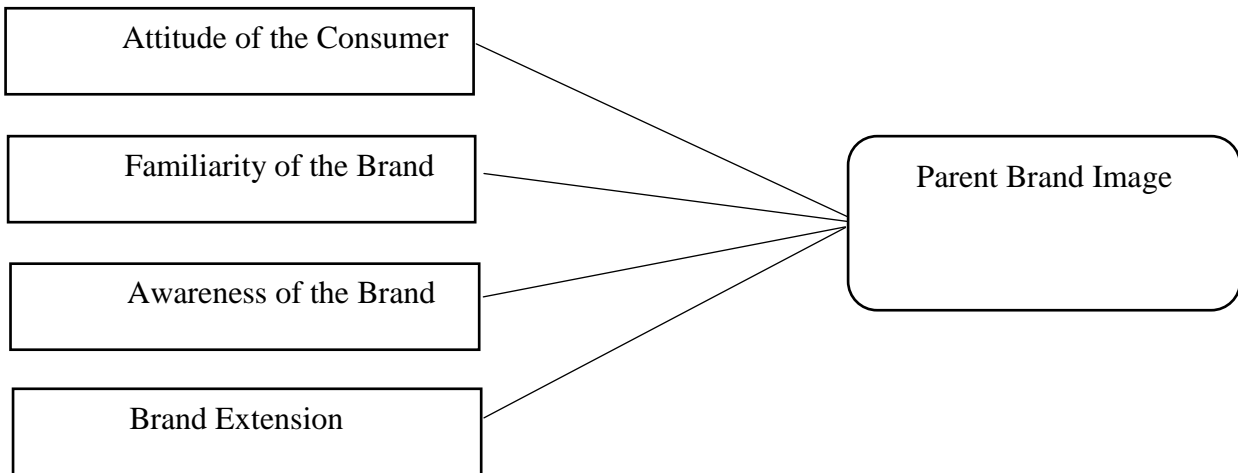 Attitude of the Consumer
Familiarity of the Brand
Parent Brand Image
Awareness of the Brand
Brand Extension